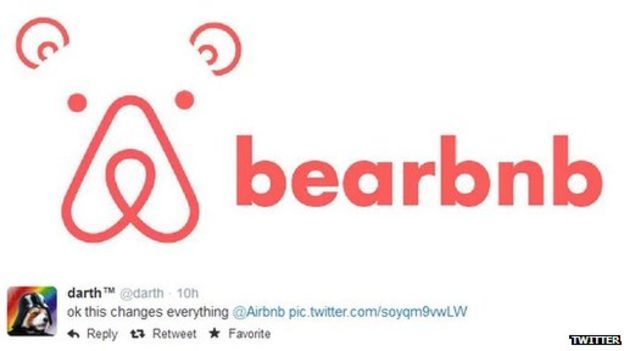 bearbnb
darth™ @darth · 10h
ok this changes everything @Airbnb pic.twitter.com/soyqm9vwLW
Reply Retweet Favorite
TWITTER